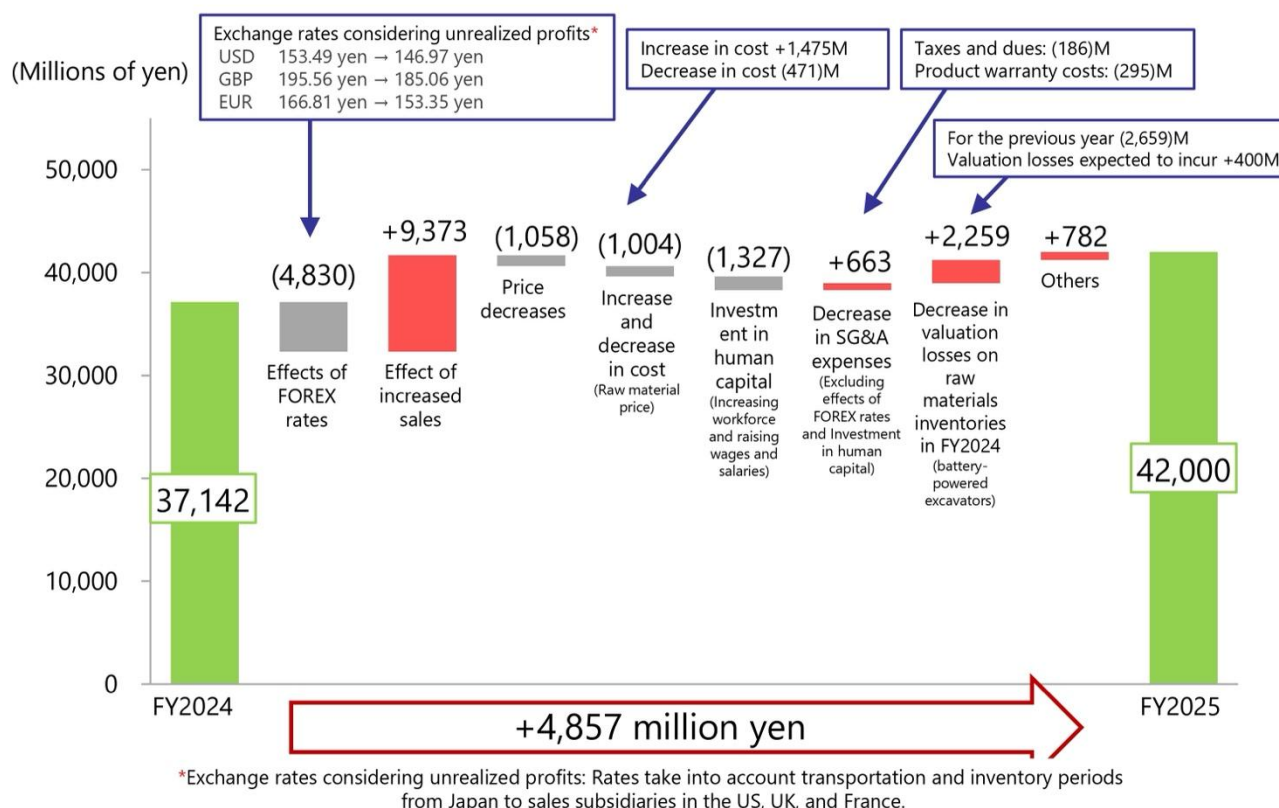 Exchange rates considering unrealized profits*
USD 153.49 yen → 146.97 yen
GBP 195.56 yen → 185.06 yen
EUR 166.81 yen → 153.35 yen
Increase in cost +1,475M
Decrease in cost (471)M
Taxes and dues: (186)M
Product warranty costs: (295)M
For the previous year (2,659)M
Valuation losses expected to incur +400M
(Millions of yen)
50,000
40,000
30,000
20,000
10,000
0
37,142
FY2024
(4,830)
Effects of
FOREX
rates
+9,373
Effect of
increased
sales
(1,058)
Price
decreases
(1,004)
Increase
and
decrease
in cost
(Raw material
price)
(1,327)
Investm
ent in
human
capital
(Increasing
workforce
and raising
wages and
salaries)
+663
Decrease
in SG&A
expenses
(Excluding
effects of
FOREX rates
and Investment
in human
capital)
+2,259
Decrease in
valuation
losses on
raw
materials
inventories
in FY2024
(battery-
powered
excavators)
+782
Others
42,000
FY2025
+4,857 million yen
*Exchange rates considering unrealized profits: Rates take into account transportation and inventory periods
from Japan to sales subsidiaries in the US, UK, and France.